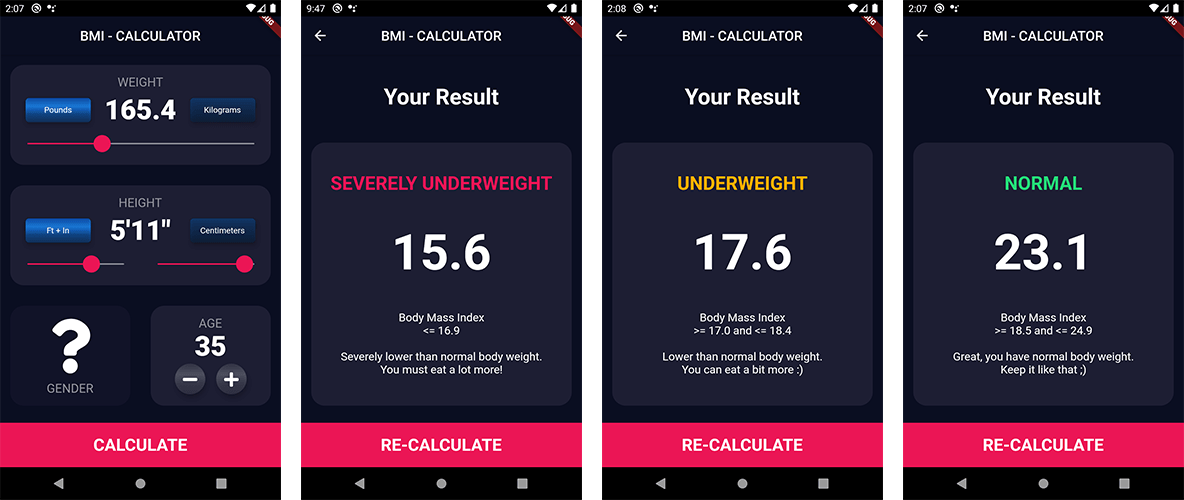 2:07
BMI - CALCULATOR
WEIGHT
Pounds
165.4
Kilograms
HEIGHT
Ft + In
5'11"
Centimeters
?
GENDER
AGE
35
CALCULATE
9:47
BMI - CALCULATOR
Your Result
SEVERELY UNDERWEIGHT
15.6
Body Mass Index
<= 16.9
Severely lower than normal body weight.
You must eat a lot more!
RE-CALCULATE
2:08
BMI - CALCULATOR
Your Result
UNDERWEIGHT
17.6
Body Mass Index
>= 17.0 and <= 18.4
Lower than normal body weight.
You can eat a bit more :)
RE-CALCULATE
2:07
BMI - CALCULATOR
Your Result
NORMAL
23.1
Body Mass Index
>= 18.5 and <= 24.9
Great, you have normal body weight.
Keep it like that ;)
RE-CALCULATE